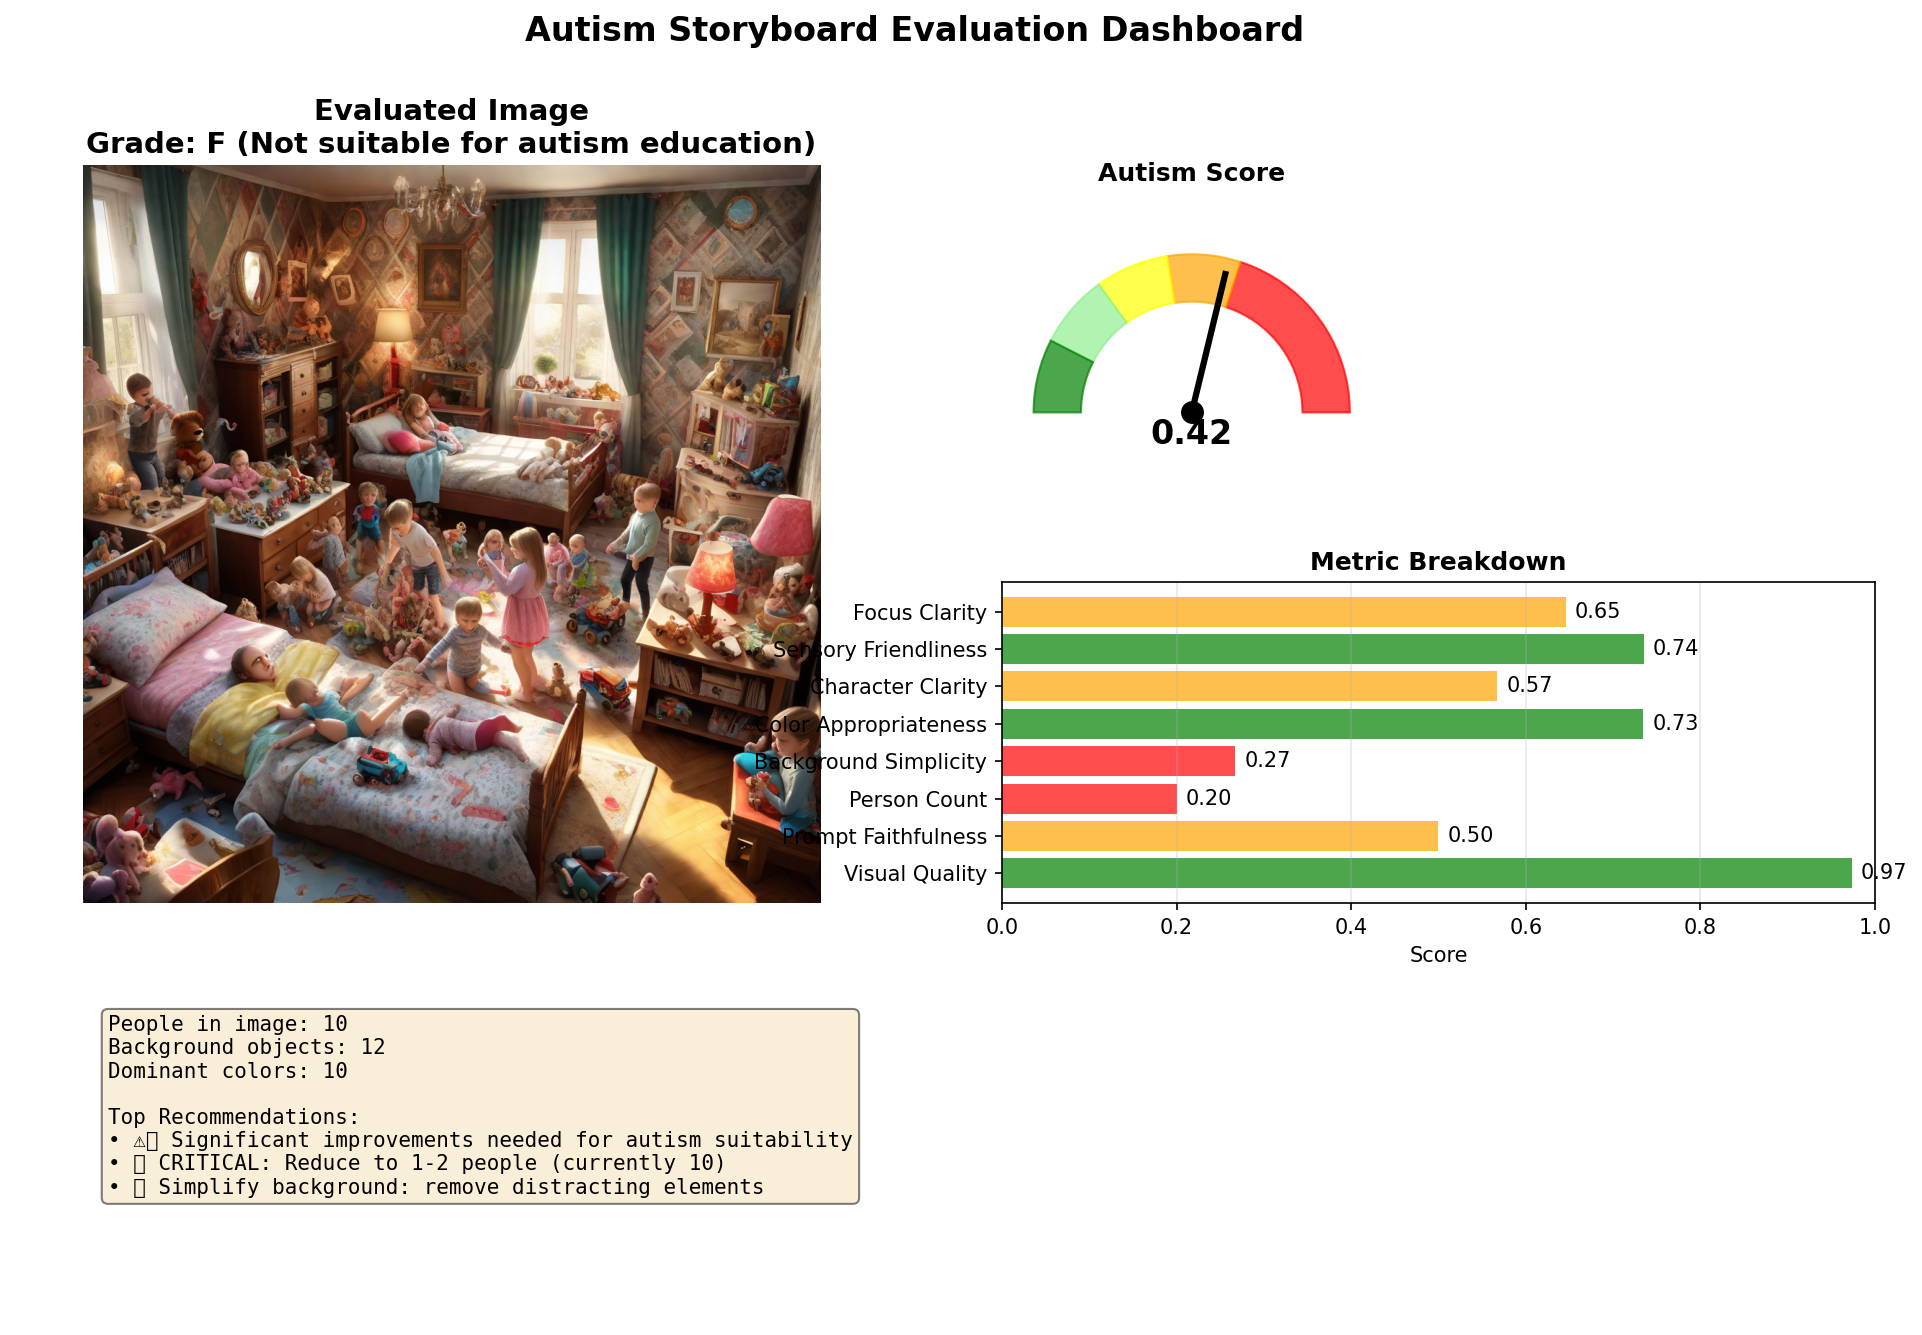 Autism Storyboard Evaluation Dashboard
Evaluated Image
Grade: F (Not suitable for autism education)
Autism Score
0.42
Metric Breakdown
Focus Clarity 0.65
Sensory Friendliness 0.74
Character Clarity 0.57
Color Appropriateness 0.73
Background Simplicity 0.27
Person Count 0.20
Prompt Faithfulness 0.50
Visual Quality 0.97
0.0 0.2 0.4 0.6 0.8 1.0
Score
People in image: 10
Background objects: 12
Dominant colors: 10
Top Recommendations:
• ⚠▯ Significant improvements needed for autism suitability
• ▯ CRITICAL: Reduce to 1-2 people (currently 10)
• ▯ Simplify background: remove distracting elements